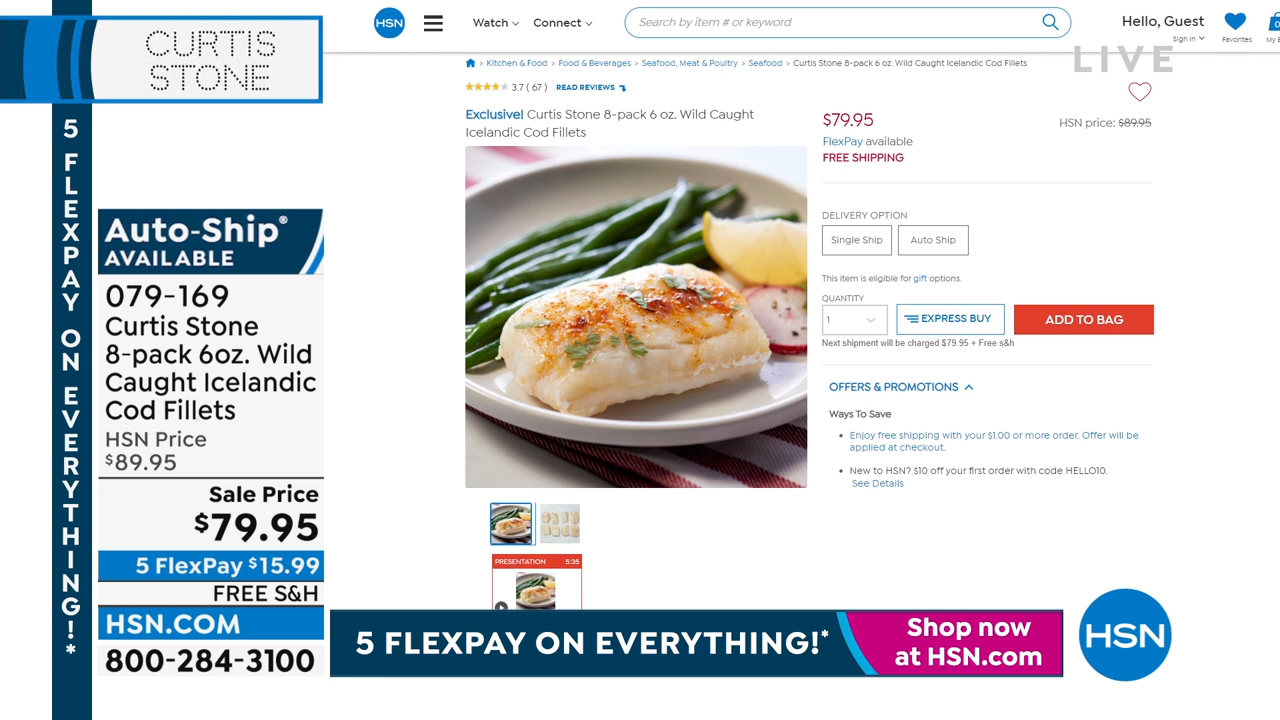 CURTIS
STONE
5 FLEXPAY ON EVERYTHING!*
Auto-Ship®
AVAILABLE
079-169
Curtis Stone
8-pack 6oz. Wild
Caught Icelandic
Cod Fillets
HSN Price
$89.95
Sale Price
$79.95
5 FlexPay $15.99
FREE S&H
HSN.COM
800-284-3100
HSN
Watch
Connect
Search by item # or keyword
Hello, Guest
Sign In
Favorites
0
LIVE
> Kitchen & Food > Food & Beverages > Seafood, Meat & Poultry > Seafood > Curtis Stone 8-pack 6 oz. Wild Caught Icelandic Cod Fillets
3.7 ( 67 ) READ REVIEWS
Exclusive! Curtis Stone 8-pack 6 oz. Wild Caught
Icelandic Cod Fillets
$79.95
HSN price: $89.95
FlexPay available
FREE SHIPPING
DELIVERY OPTION
Single Ship
Auto Ship
This item is eligible for gift options.
QUANTITY
1
EXPRESS BUY
ADD TO BAG
Next shipment will be charged $79.95 + Free s&h
OFFERS & PROMOTIONS
Ways To Save
• Enjoy free shipping with your $1.00 or more order. Offer will be
applied at checkout.
• New to HSN? $10 off your first order with code HELLO10.
See Details
PRESENTATION 5:35
5 FLEXPAY ON EVERYTHING!*
Shop now
at HSN.com
HSN